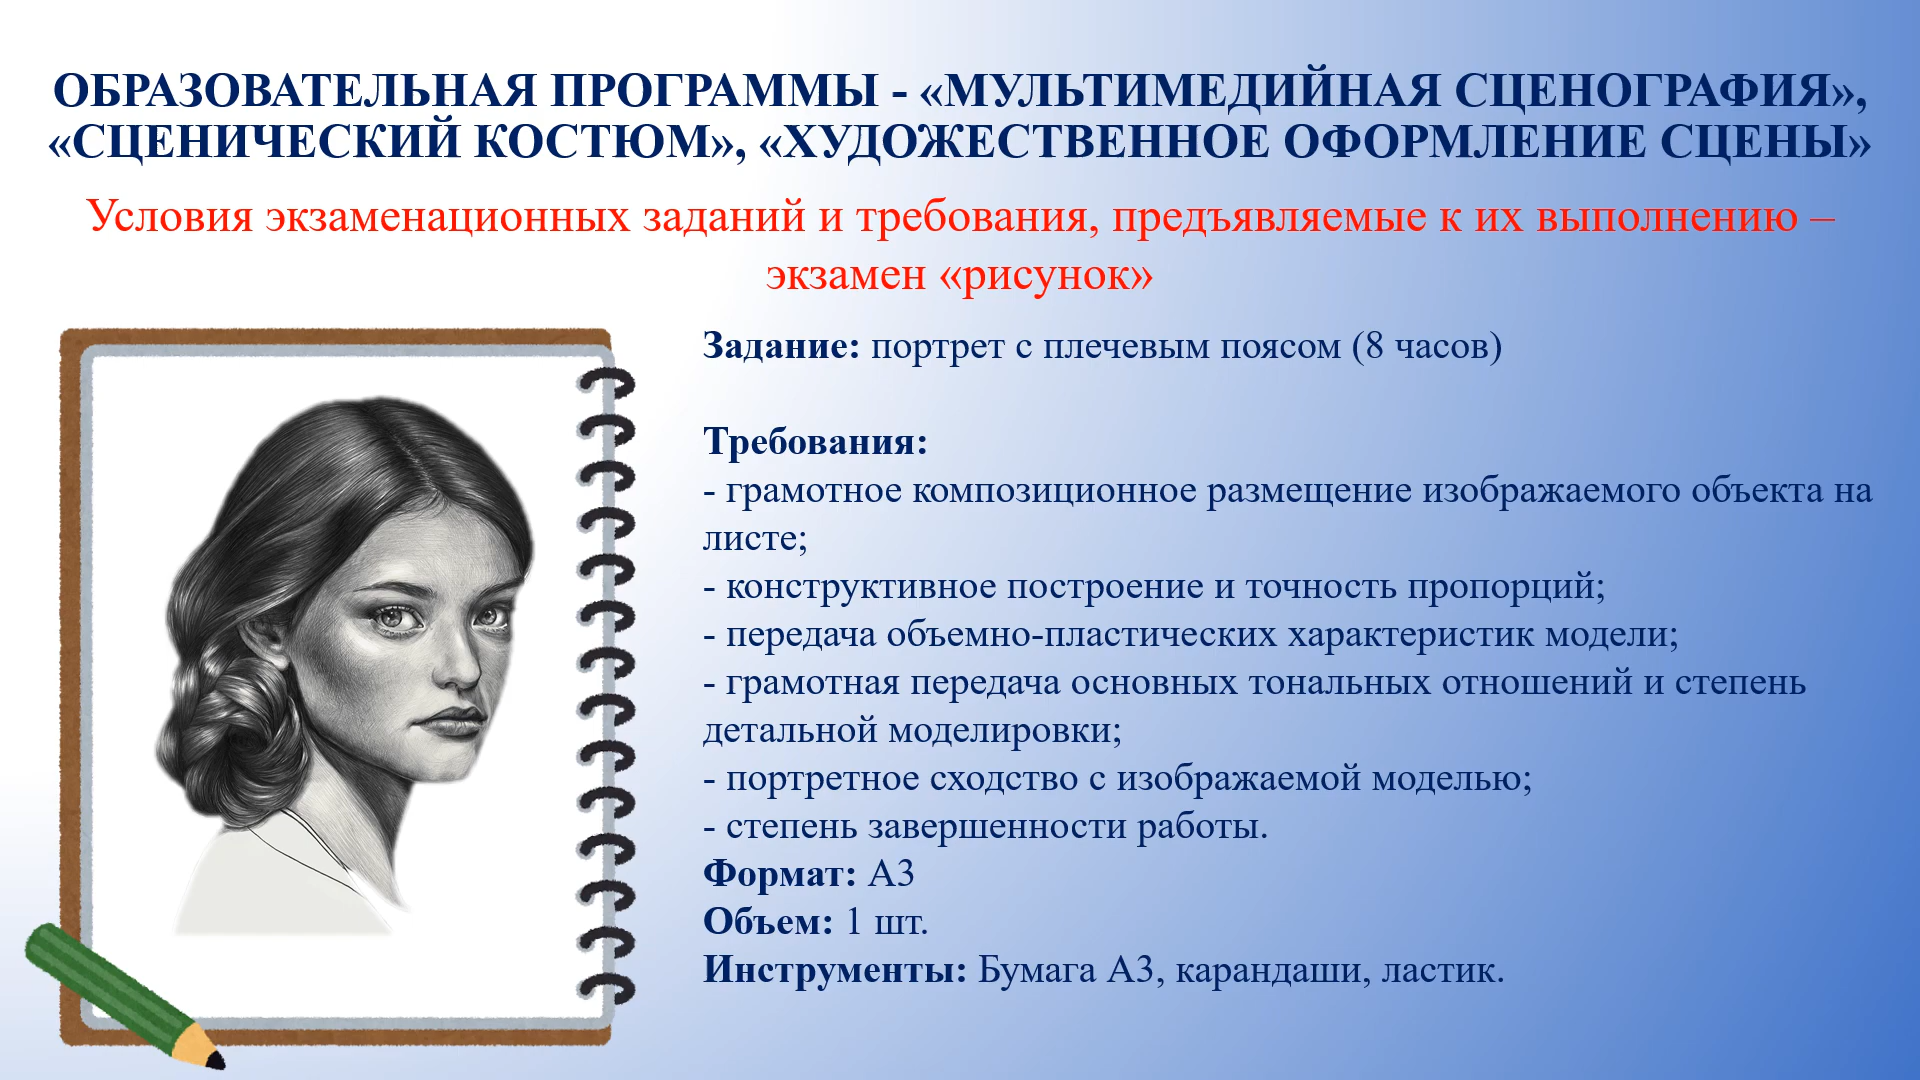 ОБРАЗОВАТЕЛЬНАЯ ПРОГРАММЫ - «МУЛЬТИМЕДИЙНАЯ СЦЕНОГРАФИЯ»,
«СЦЕНИЧЕСКИЙ КОСТЮМ», «ХУДОЖЕСТВЕННОЕ ОФОРМЛЕНИЕ СЦЕНЫ»
Условия экзаменационных заданий и требования, предъявляемые к их выполнению –
экзамен «рисунок»
Задание: портрет с плечевым поясом (8 часов)
Требования:
- грамотное композиционное размещение изображаемого объекта на
листе;
- конструктивное построение и точность пропорций;
- передача объемно-пластических характеристик модели;
- грамотная передача основных тональных отношений и степень
детальной моделировки;
- портретное сходство с изображаемой моделью;
- степень завершенности работы.
Формат: А3
Объем: 1 шт.
Инструменты: Бумага А3, карандаши, ластик.